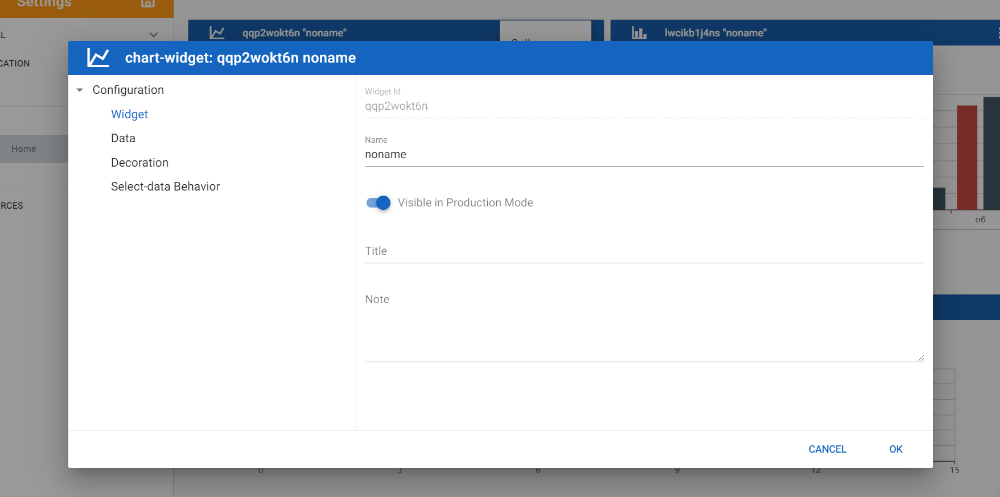 Settings
qqp2wokt6n "noname"
lwcikb1j4ns "noname"
chart-widget: qqp2wokt6n noname
CATION
Home
RCES
Configuration
Widget
Data
Decoration
Select-data Behavior
Widget Id
qqp2wokt6n
Name
noname
Visible in Production Mode
Title
Note
CANCEL
OK
o6
0
3
6
9
12
15